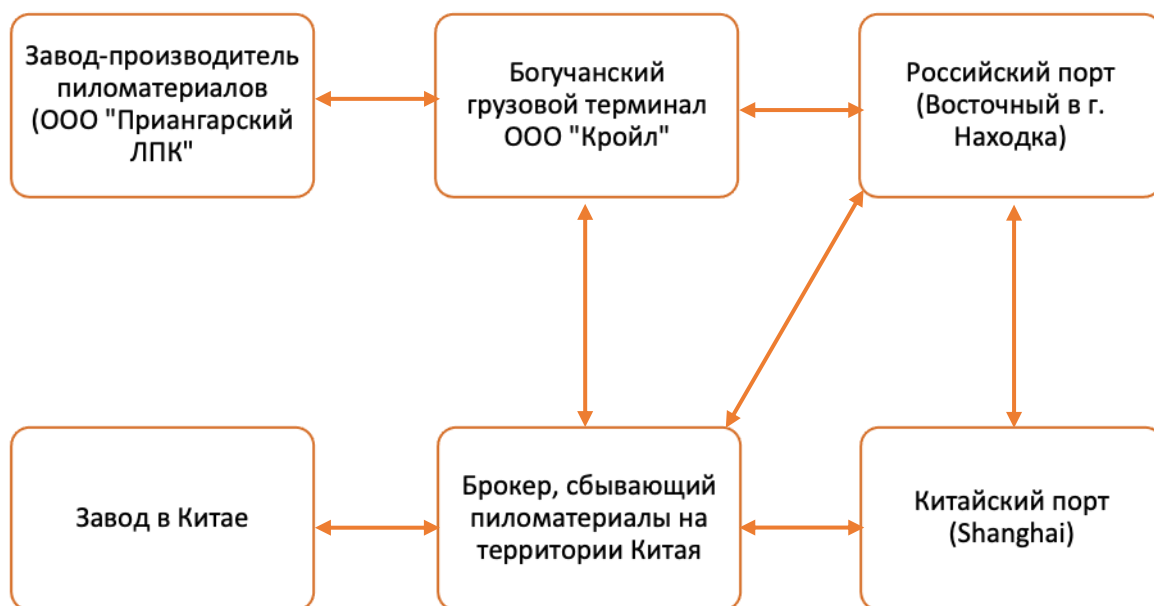 Завод-производитель
пиломатериалов
(ООО "Приангарский
ЛПК"
Богучанский
грузовой терминал
ООО "Кройл"
Российский порт
(Восточный в г.
Находка)
Завод в Китае
Брокер, сбывающий
пиломатериалы на
территории Китая
Китайский порт
(Shanghai)